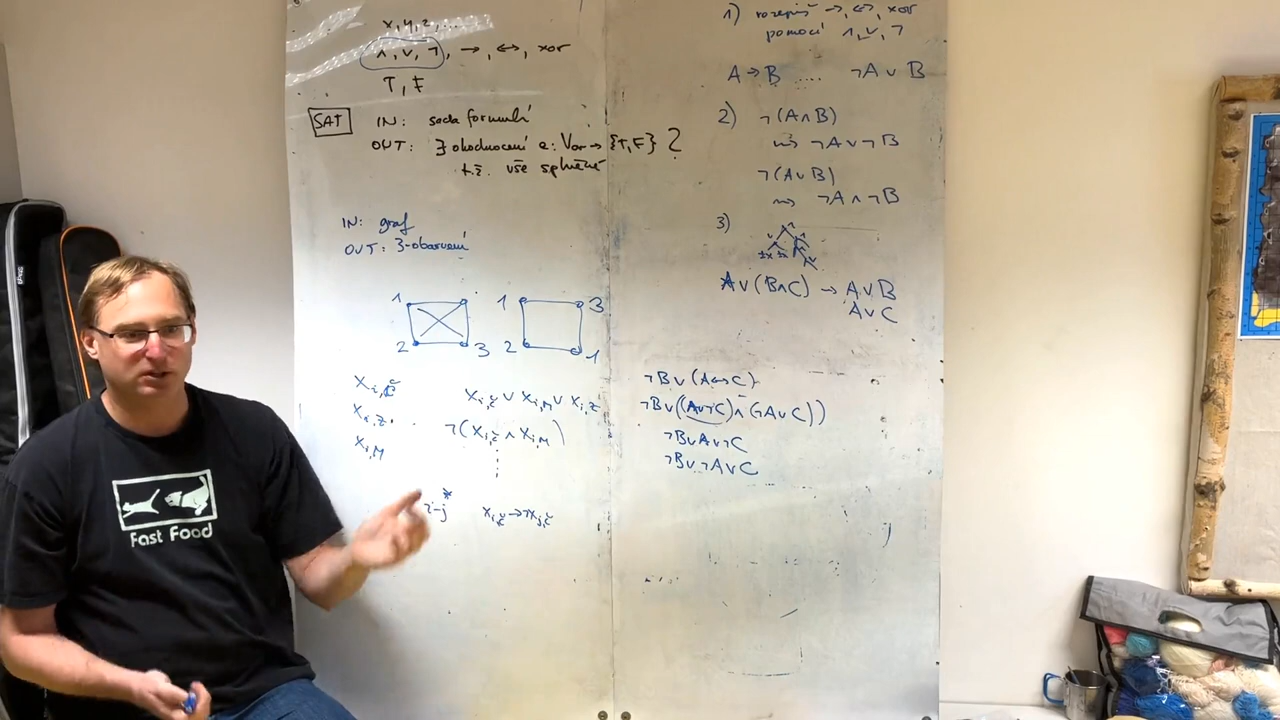 x, y, z, ...
∧, ∨, ¬, →, ↔, xor
T, F
SAT IN: sada formulí
OUT: ∃ ohodnocení e: Var → {T, F} ?
t.ž. vše splněné
IN: graf
OUT: 3-obarvení
1 2 3
1 3 2 1
x_{i,č}
x_{i,z}
x_{i,M}
x_{i,č} ∨ x_{i,M} ∨ x_{i,z}
¬(x_{i,č} ∧ x_{i,M})
i-j
x_{i,č} → ¬x_{j,č}
1) rozepiš →, ↔, xor
pomocí ∧, ∨, ¬
A → B .... ¬A ∨ B
2) ¬(A∧B)
⇝ ¬A ∨ ¬B
¬(A∨B)
⇝ ¬A ∧ ¬B
3)
A ∨ (B∧C) → A∨B
A∨C
¬B ∨ (A↔C)
¬B∨((A∨¬C)∧(¬A∨C))
¬B∨A∨¬C
¬B∨¬A∨C
Fast Food